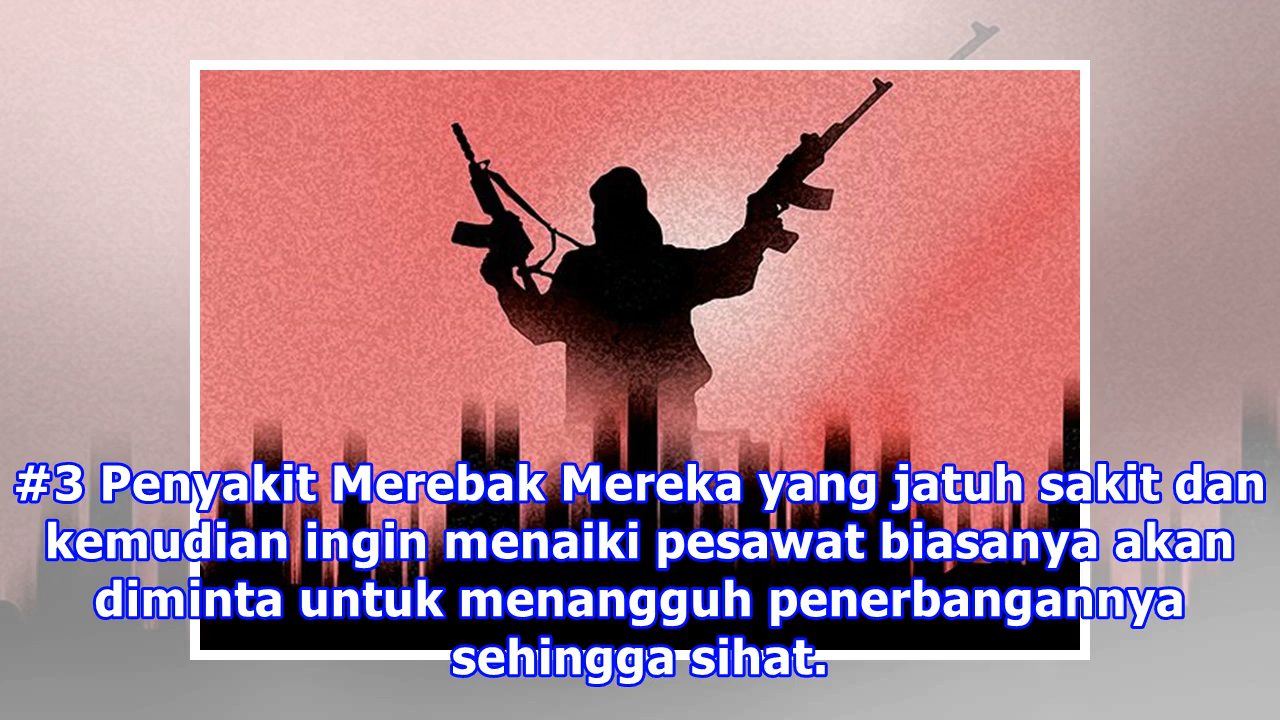 #3 Penyakit Merebak Mereka yang jatuh sakit dan
kemudian ingin menaiki pesawat biasanya akan
diminta untuk menangguh penerbangannya
sehingga sihat.